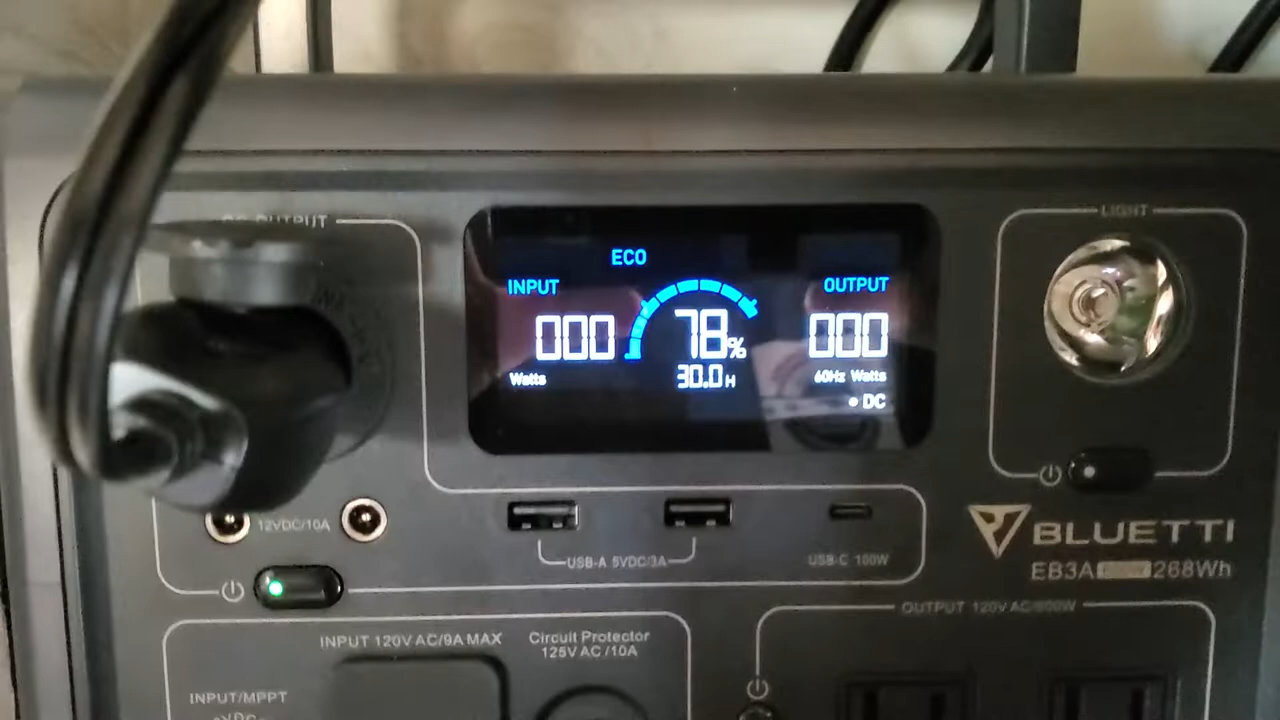 OUTPUT
LIGHT
ECO
INPUT
OUTPUT
000
78%
000
Watts
30.0H
60Hz Watts
DC
12VDC/10A
USB-A 5VDC/3A
USB-C 100W
BLUETTI
EB3A 268Wh
OUTPUT 120V AC/600W
INPUT 120V AC/9A MAX
Circuit Protector
125V AC /10A
INPUT/MPPT